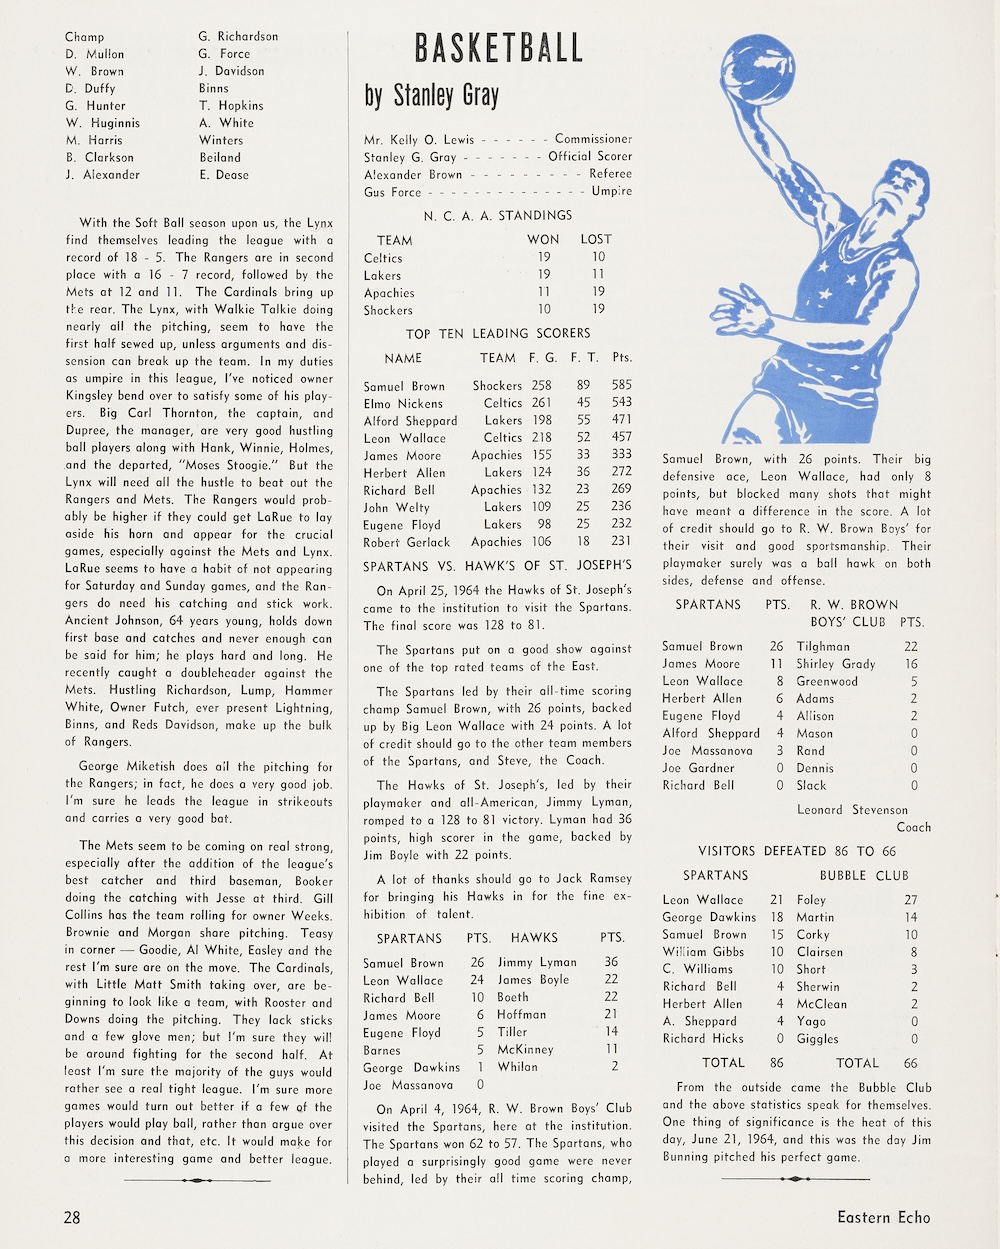 Champ
D. Mullon
W. Brown
D. Duffy
G. Hunter
W. Huginnis
M. Harris
B. Clarkson
J. Alexander
G. Richardson
G. Force
J. Davidson
Binns
T. Hopkins
A. White
Winters
Beiland
E. Dease
With the Soft Ball season upon us, the Lynx
find themselves leading the league with a
record of 18 - 5. The Rangers are in second
place with a 16 - 7 record, followed by the
Mets at 12 and 11. The Cardinals bring up
the rear. The Lynx, with Walkie Talkie doing
nearly all the pitching, seem to have the
first half sewed up, unless arguments and dis-
sension can break up the team. In my duties
as umpire in this league, I've noticed owner
Kingsley bend over to satisfy some of his play-
ers. Big Carl Thornton, the captain, and
Dupree, the manager, are very good hustling
ball players along with Hank, Winnie, Holmes,
and the departed, "Moses Stoogie." But the
Lynx will need all the hustle to beat out the
Rangers and Mets. The Rangers would prob-
ably be higher if they could get LaRue to lay
aside his horn and appear for the crucial
games, especially against the Mets and Lynx.
LaRue seems to have a habit of not appearing
for Saturday and Sunday games, and the Ran-
gers do need his catching and stick work.
Ancient Johnson, 64 years young, holds down
first base and catches and never enough can
be said for him; he plays hard and long. He
recently caught a doubleheader against the
Mets. Hustling Richardson, Lump, Hammer
White, Owner Futch, ever present Lightning,
Binns, and Reds Davidson, make up the bulk
of Rangers.
George Miketish does all the pitching for
the Rangers; in fact, he does a very good job.
I'm sure he leads the league in strikeouts
and carries a very good bat.
The Mets seem to be coming on real strong,
especially after the addition of the league's
best catcher and third baseman, Booker
doing the catching with Jesse at third. Gill
Collins has the team rolling for owner Weeks.
Brownie and Morgan share pitching. Teasy
in corner — Goodie, Al White, Easley and the
rest I'm sure are on the move. The Cardinals,
with Little Matt Smith taking over, are be-
ginning to look like a team, with Rooster and
Downs doing the pitching. They lack sticks
and a few glove men; but I'm sure they will
be around fighting for the second half. At
least I'm sure the majority of the guys would
rather see a real tight league. I'm sure more
games would turn out better if a few of the
players would play ball, rather than argue over
this decision and that, etc. It would make for
a more interesting game and better league.
BASKETBALL
by Stanley Gray
Mr. Kelly O. Lewis - - - - - - Commissioner
Stanley G. Gray - - - - - - - Official Scorer
Alexander Brown - - - - - - - - - Referee
Gus Force - - - - - - - - - - - - - - Umpire
N. C. A. A. STANDINGS
TEAM WON LOST
Celtics 19 10
Lakers 19 11
Apachies 11 19
Shockers 10 19
TOP TEN LEADING SCORERS
NAME TEAM F. G. F. T. Pts.
Samuel Brown Shockers 258 89 585
Elmo Nickens Celtics 261 45 543
Alford Sheppard Lakers 198 55 471
Leon Wallace Celtics 218 52 457
James Moore Apachies 155 33 333
Herbert Allen Lakers 124 36 272
Richard Bell Apachies 132 23 269
John Welty Lakers 109 25 236
Eugene Floyd Lakers 98 25 232
Robert Gerlack Apachies 106 18 231
SPARTANS VS. HAWK'S OF ST. JOSEPH'S
On April 25, 1964 the Hawks of St. Joseph's
came to the institution to visit the Spartans.
The final score was 128 to 81.
The Spartans put on a good show against
one of the top rated teams of the East.
The Spartans led by their all-time scoring
champ Samuel Brown, with 26 points, backed
up by Big Leon Wallace with 24 points. A lot
of credit should go to the other team members
of the Spartans, and Steve, the Coach.
The Hawks of St. Joseph's, led by their
playmaker and all-American, Jimmy Lyman,
romped to a 128 to 81 victory. Lyman had 36
points, high scorer in the game, backed by
Jim Boyle with 22 points.
A lot of thanks should go to Jack Ramsey
for bringing his Hawks in for the fine ex-
hibition of talent.
SPARTANS PTS. HAWKS PTS.
Samuel Brown 26 Jimmy Lyman 36
Leon Wallace 24 James Boyle 22
Richard Bell 10 Boeth 22
James Moore 6 Hoffman 21
Eugene Floyd 5 Tiller 14
Barnes 5 McKinney 11
George Dawkins 1 Whilan 2
Joe Massanova 0
On April 4, 1964, R. W. Brown Boys' Club
visited the Spartans, here at the institution.
The Spartans won 62 to 57. The Spartans, who
played a surprisingly good game were never
behind, led by their all time scoring champ,
Samuel Brown, with 26 points. Their big
defensive ace, Leon Wallace, had only 8
points, but blocked many shots that might
have meant a difference in the score. A lot
of credit should go to R. W. Brown Boys' for
their visit and good sportsmanship. Their
playmaker surely was a ball hawk on both
sides, defense and offense.
SPARTANS PTS. R. W. BROWN
BOYS' CLUB PTS.
Samuel Brown 26 Tilghman 22
James Moore 11 Shirley Grady 16
Leon Wallace 8 Greenwood 5
Herbert Allen 6 Adams 2
Eugene Floyd 4 Allison 2
Alford Sheppard 4 Mason 0
Joe Massanova 3 Rand 0
Joe Gardner 0 Dennis 0
Richard Bell 0 Slack 0
Leonard Stevenson
Coach
VISITORS DEFEATED 86 TO 66
SPARTANS BUBBLE CLUB
Leon Wallace 21 Foley 27
George Dawkins 18 Martin 14
Samuel Brown 15 Corky 10
William Gibbs 10 Clairsen 8
C. Williams 10 Short 3
Richard Bell 4 Sherwin 2
Herbert Allen 4 McClean 2
A. Sheppard 4 Yago 0
Richard Hicks 0 Giggles 0
TOTAL 86 TOTAL 66
From the outside came the Bubble Club
and the above statistics speak for themselves.
One thing of significance is the heat of this
day, June 21, 1964, and this was the day Jim
Bunning pitched his perfect game.
28
Eastern Echo